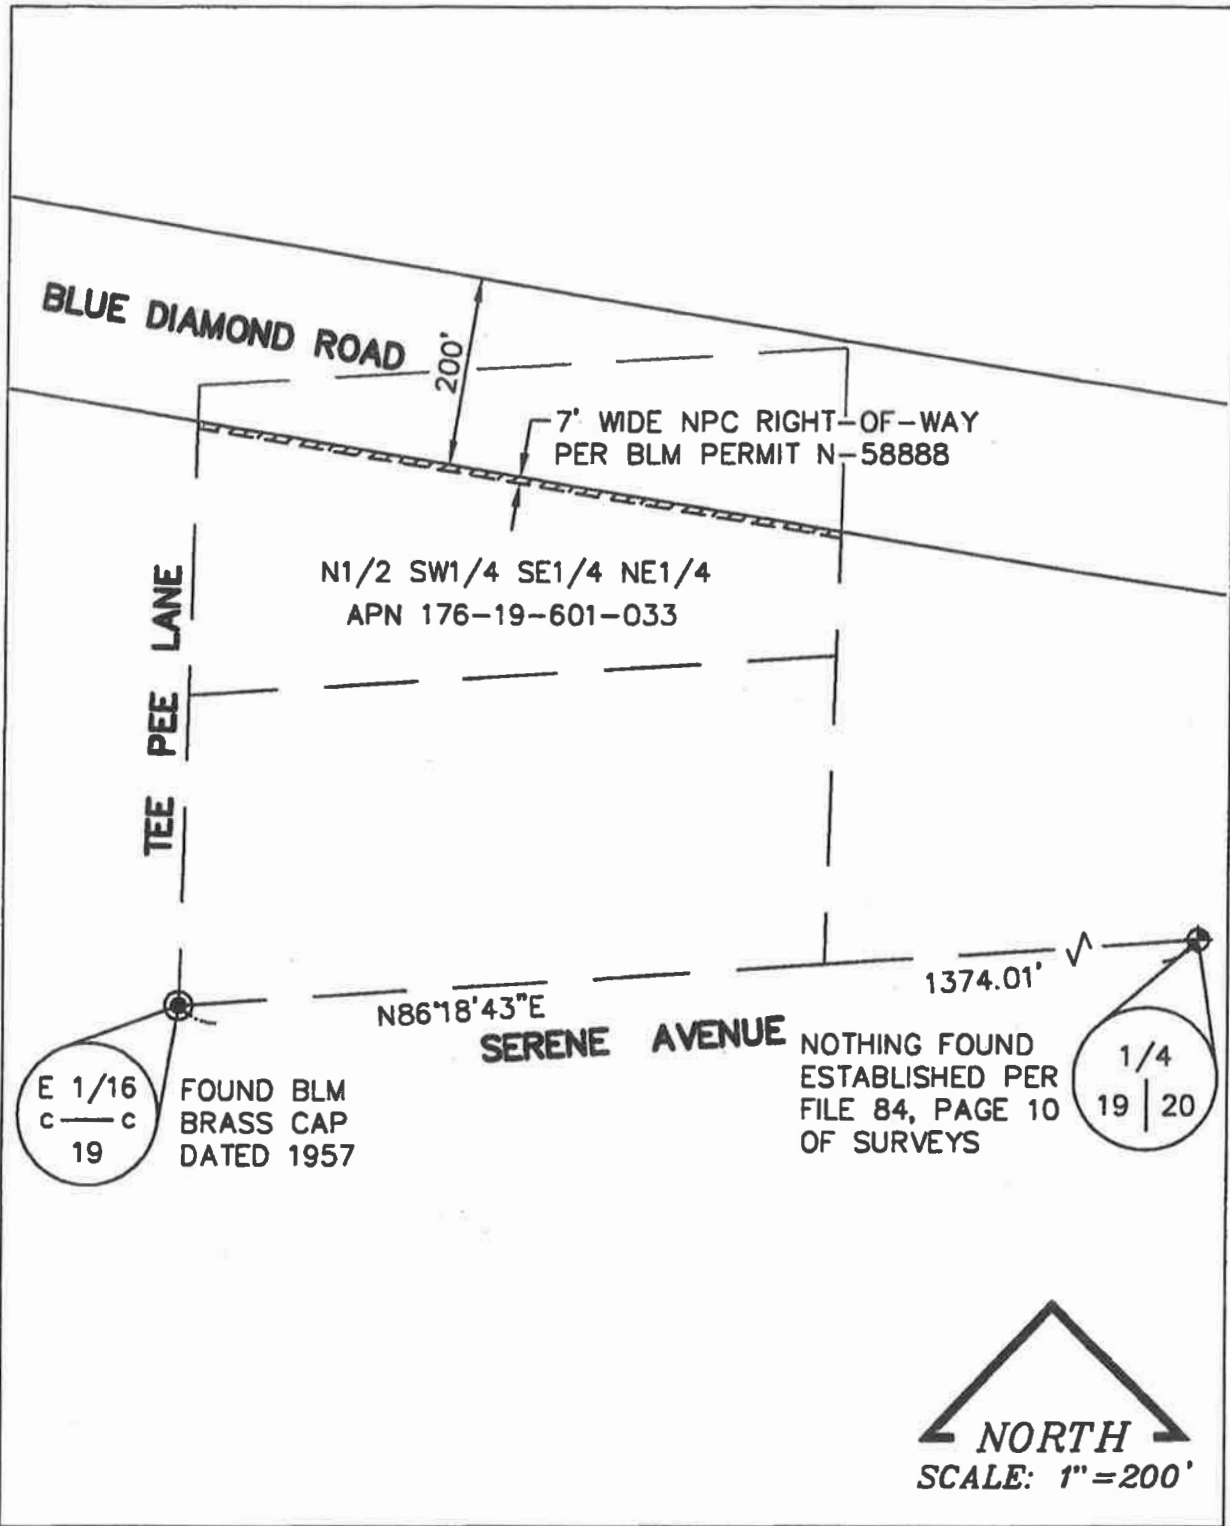 BLUE DIAMOND ROAD
200'
7' WIDE NPC RIGHT-OF-WAY
PER BLM PERMIT N-58888
N1/2 SW1/4 SE1/4 NE1/4
APN 176-19-601-033
TEE PEE LANE
N86°18'43"E
1374.01'
SERENE AVENUE
E 1/16
C C
19
FOUND BLM
BRASS CAP
DATED 1957
NOTHING FOUND
ESTABLISHED PER
FILE 84, PAGE 10
OF SURVEYS
1/4
19 | 20
NORTH
SCALE: 1"=200'